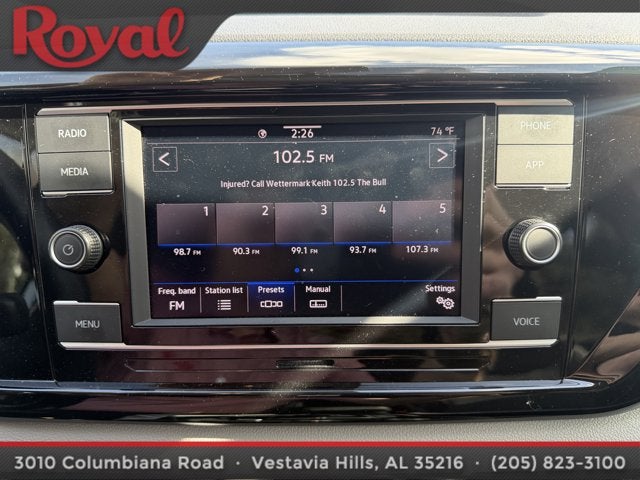 Royal
RADIO
MEDIA
MENU
PHONE
APP
VOICE
2:26
74 °F
<
102.5 FM
>
Injured? Call Wettermark Keith 102.5 The Bull
1 2 3 4 5
98.7 FM 90.3 FM 99.1 FM 93.7 FM 107.3 FM
Freq. band Station list Presets Manual Settings
FM
3010 Columbiana Road · Vestavia Hills, AL 35216 · (205) 823-3100